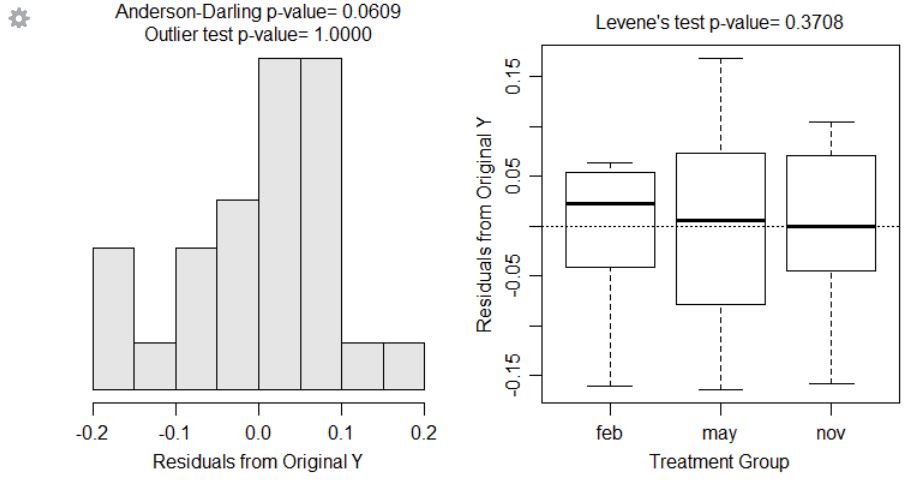 Anderson-Darling p-value= 0.0609
Outlier test p-value= 1.0000
-0.2 -0.1 0.0 0.1 0.2
Residuals from Original Y
Levene's test p-value= 0.3708
Residuals from Original Y
0.15
0.05
-0.05
-0.15
feb may nov
Treatment Group